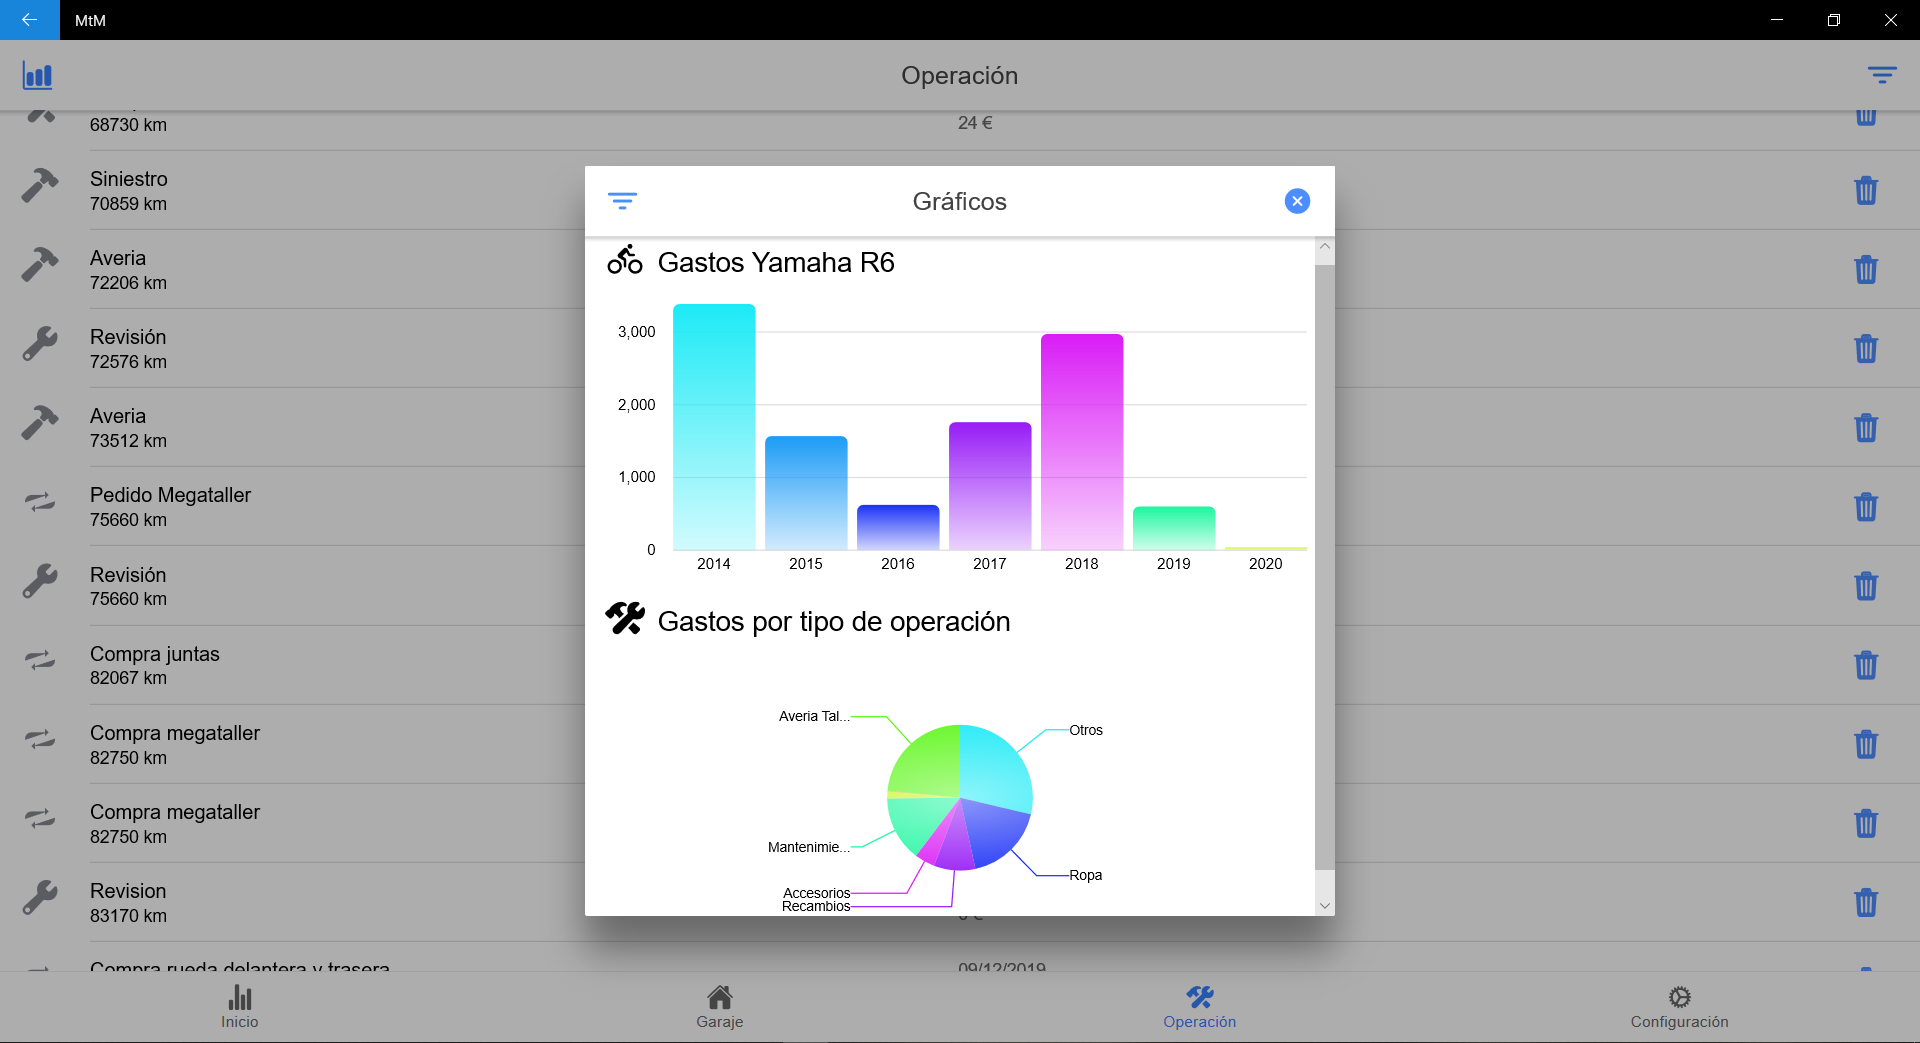 MtM
Operación
68730 km
24 €
Siniestro
70859 km
Averia
72206 km
Revisión
72576 km
Averia
73512 km
Pedido Megataller
75660 km
Revisión
75660 km
Compra juntas
82067 km
Compra megataller
82750 km
Compra megataller
82750 km
Revision
83170 km
Compra rueda delantera y trasera
09/12/2019
Gráficos
Gastos Yamaha R6
3,000
2,000
1,000
0
2014 2015 2016 2017 2018 2019 2020
Gastos por tipo de operación
Averia Tal...
Otros
Mantenimie...
Ropa
Accesorios
Recambios
Inicio
Garaje
Operación
Configuración